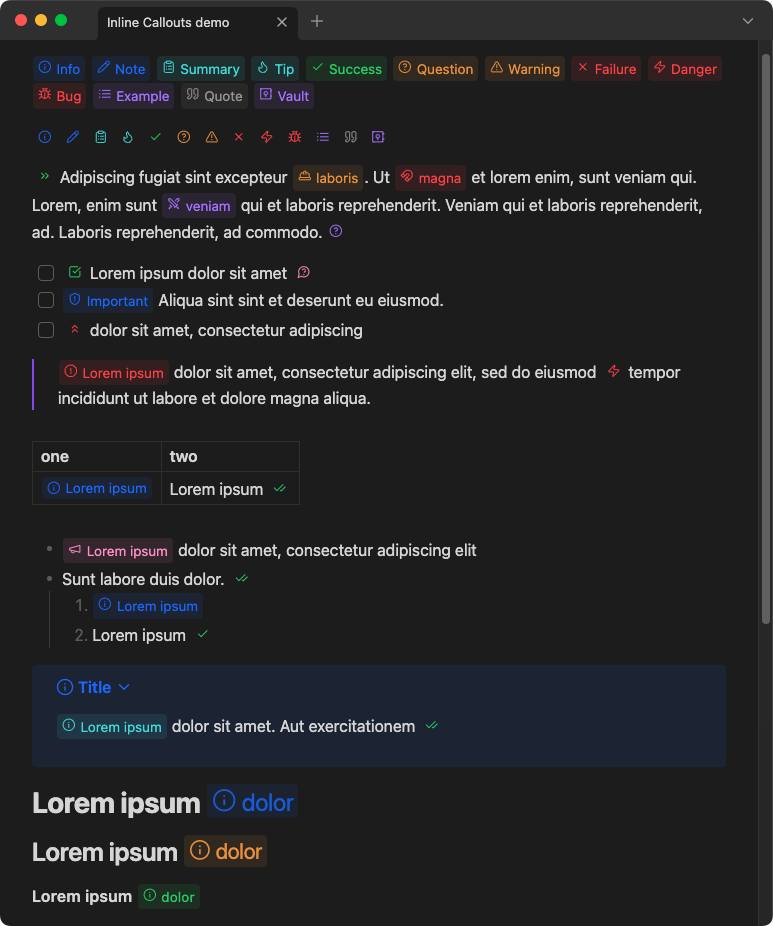 Inline Callouts demo
Info Note Summary Tip Success Question Warning Failure Danger
Bug Example Quote Vault
Adipiscing fugiat sint excepteur laboris. Ut magna et lorem enim, sunt veniam qui.
Lorem, enim sunt veniam qui et laboris reprehenderit. Veniam qui et laboris reprehenderit,
ad. Laboris reprehenderit, ad commodo.
Lorem ipsum dolor sit amet
Important Aliqua sint sint et deserunt eu eiusmod.
dolor sit amet, consectetur adipiscing
Lorem ipsum dolor sit amet, consectetur adipiscing elit, sed do eiusmod tempor
incididunt ut labore et dolore magna aliqua.
one two
Lorem ipsum Lorem ipsum
Lorem ipsum dolor sit amet, consectetur adipiscing elit
Sunt labore duis dolor.
1. Lorem ipsum
2. Lorem ipsum
Title
Lorem ipsum dolor sit amet. Aut exercitationem
Lorem ipsum dolor
Lorem ipsum dolor
Lorem ipsum dolor